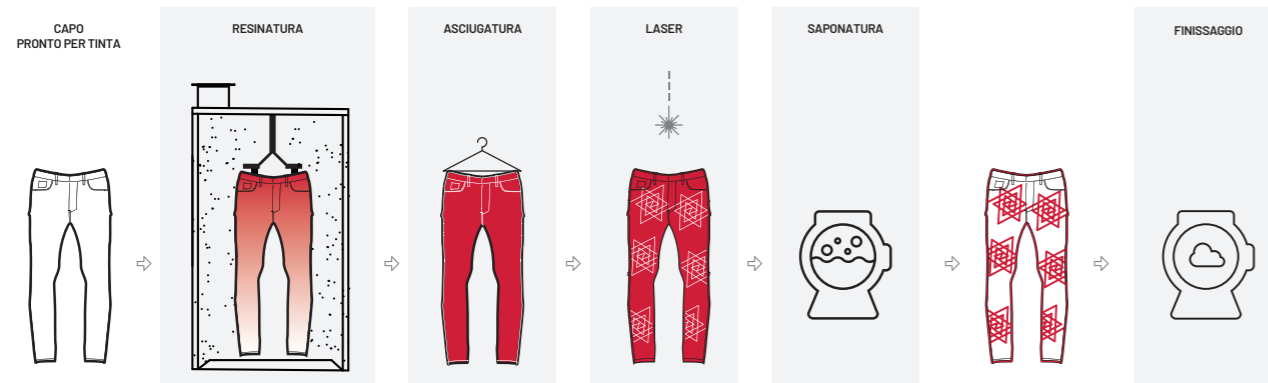 CAPO
PRONTO PER TINTA
RESINATURA
ASCIUGATURA
LASER
SAPONATURA
FINISSAGGIO